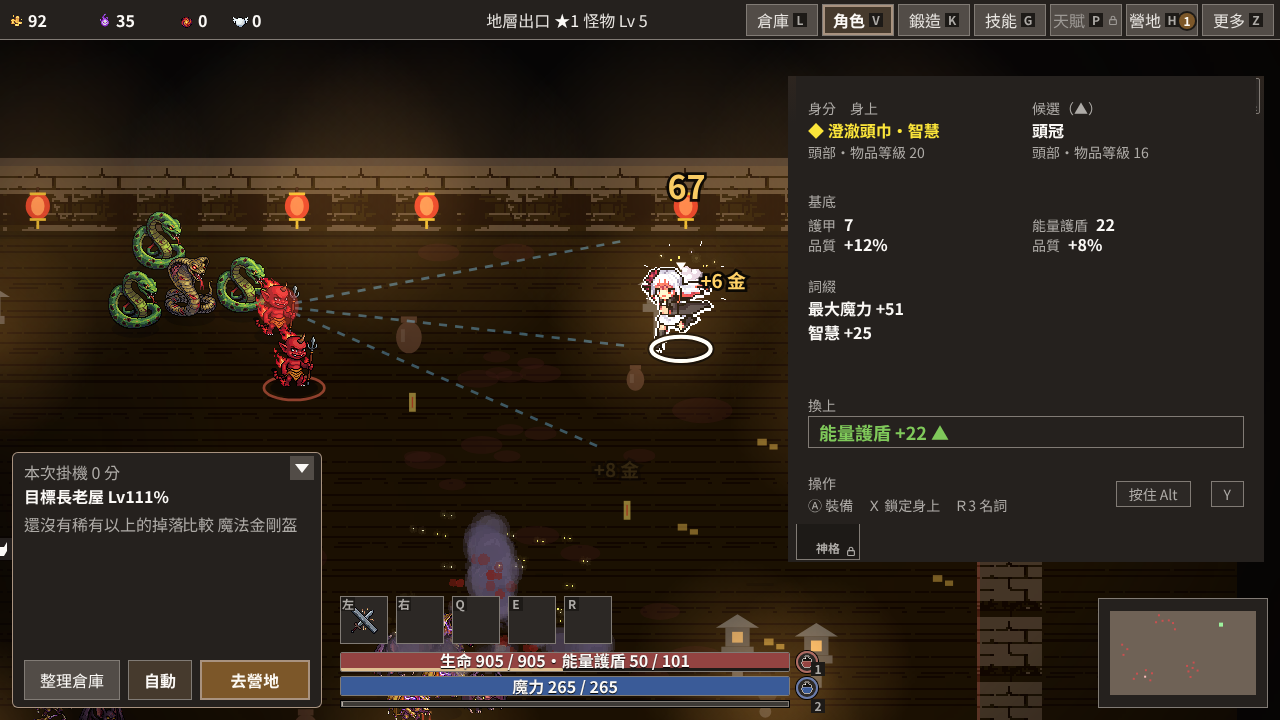 92 35 0 0 地層出口 ★1 怪物 Lv 5 倉庫 L 角色 V 鍛造 K 技能 G 天賦 P 營地 H 1 更多 Z
身分 身上 候選（▲）
◆ 澄澈頭巾・智慧 頭冠
頭部・物品等級 20 頭部・物品等級 16
67
基底
護甲 7 能量護盾 22
品質 +12% 品質 +8%
+6 金
詞綴
最大魔力 +51
智慧 +25
換上
能量護盾 +22 ▲
+8 金
操作
Ⓐ 裝備 X 鎖定身上 R3 名詞 按住 Alt Y
神格
本次掛機 0 分 ▼
目標長老屋 Lv111%
還沒有稀有以上的掉落比較 魔法金剛盔
整理倉庫 自動 去營地
左 右 Q E R
生命 905 / 905・能量護盾 50 / 101 1
魔力 265 / 265 2